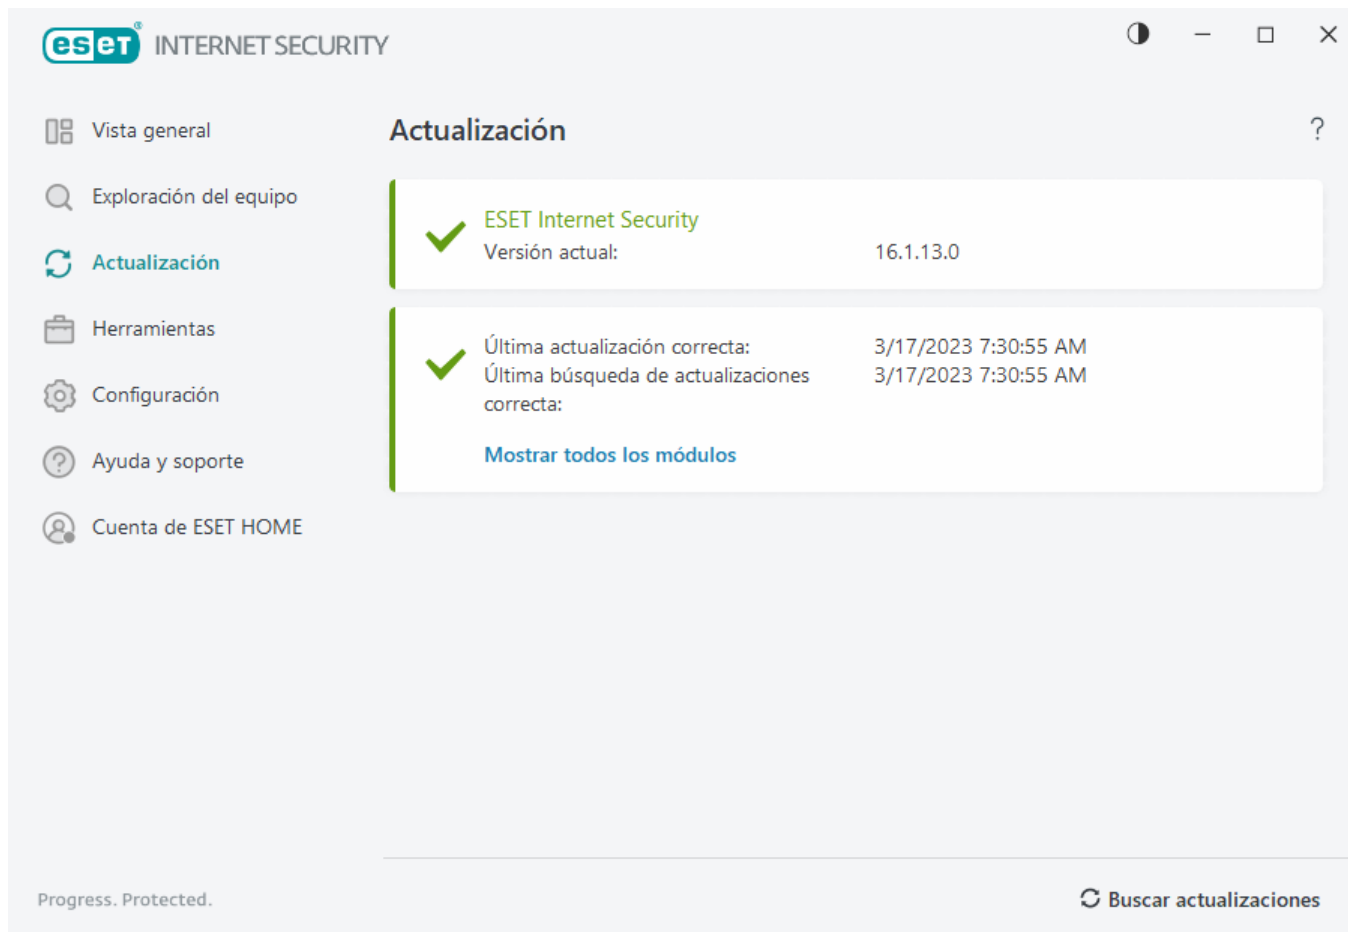 eset® INTERNET SECURITY
Vista general
Exploración del equipo
Actualización
Herramientas
Configuración
Ayuda y soporte
Cuenta de ESET HOME
Progress. Protected.
Actualización
?
ESET Internet Security
Versión actual: 16.1.13.0
Última actualización correcta: 3/17/2023 7:30:55 AM
Última búsqueda de actualizaciones 3/17/2023 7:30:55 AM
correcta:
Mostrar todos los módulos
Buscar actualizaciones